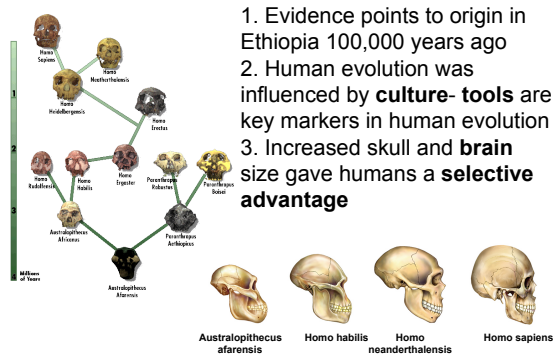 1. Evidence points to origin in
Ethiopia 100,000 years ago
2. Human evolution was
influenced by culture- tools are
key markers in human evolution
3. Increased skull and brain
size gave humans a selective
advantage
Homo
Sapiens
Homo
Neatherthalensis
Homo
Heidelbergensis
1
Homo
Erectus
2
Homo
Rudolfensis
Homo
Habilis
Homo
Ergaster
Paranthropus
Robustus
Paranthropus
Boisei
3
Australopithecus
Africanus
Paranthropus
Aethiopicus
4
Millions
of Years
Australopithecus
Afarensis
Australopithecus
afarensis
Homo habilis
Homo
neanderthalensis
Homo sapiens